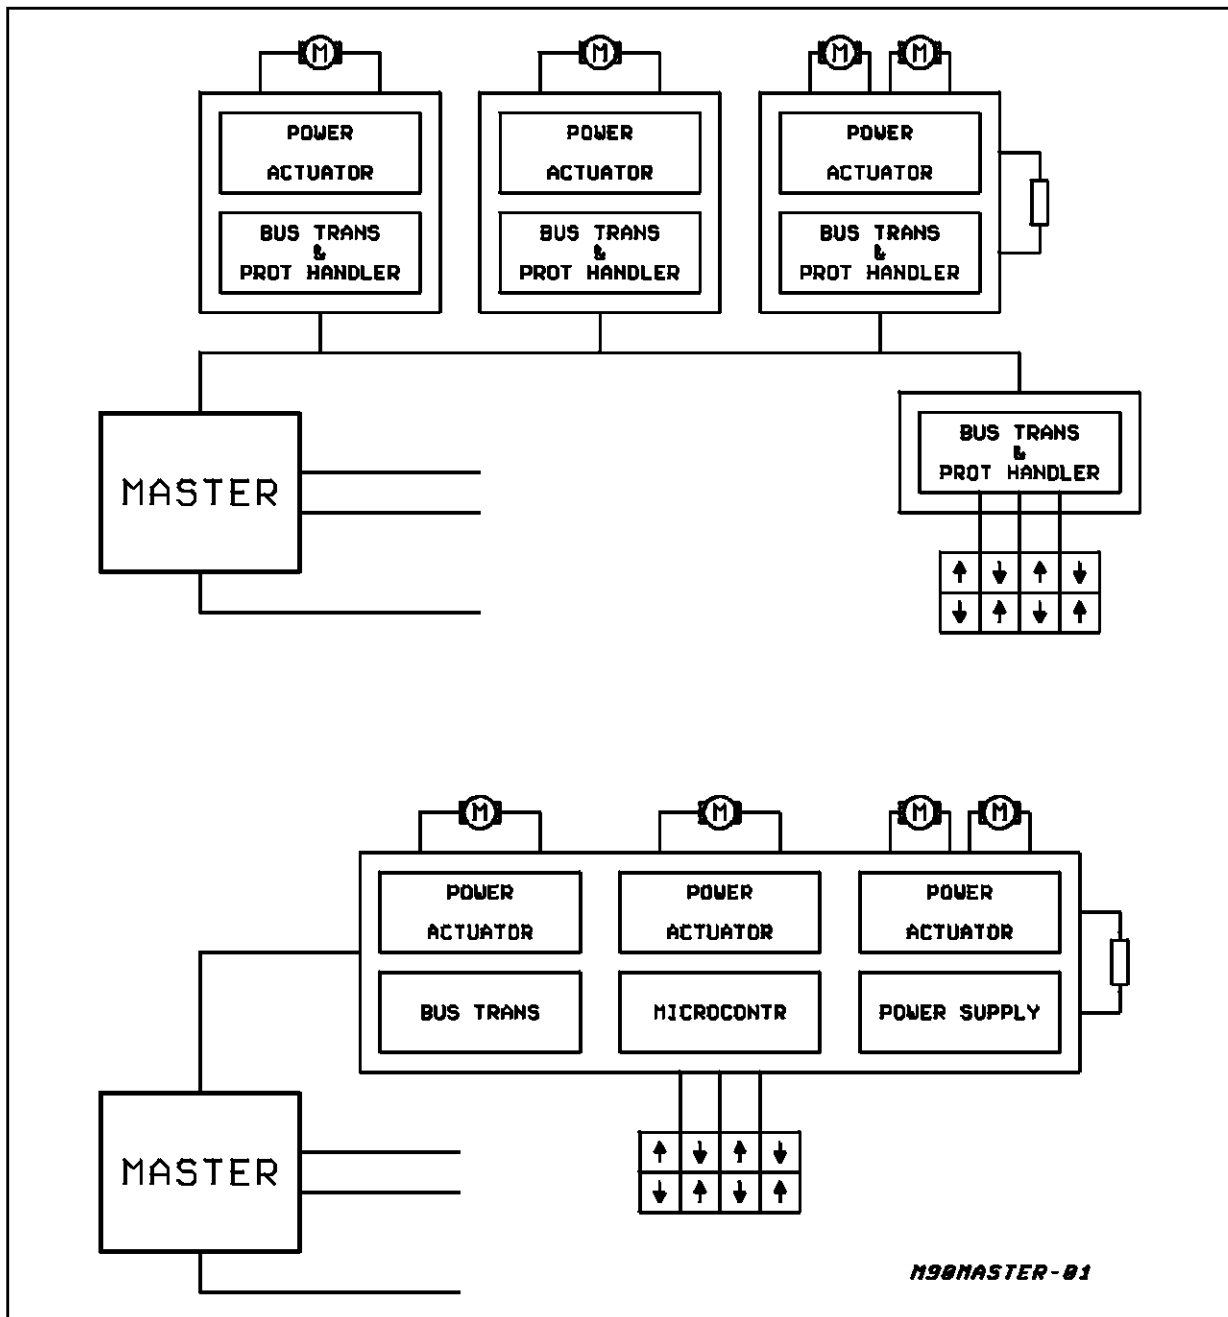 M
M
M
M
POWER
ACTUATOR
BUS TRANS
&
PROT HANDLER
POWER
ACTUATOR
BUS TRANS
&
PROT HANDLER
POWER
ACTUATOR
BUS TRANS
&
PROT HANDLER
MASTER
BUS TRANS
&
PROT HANDLER
M
M
M
M
POWER
ACTUATOR
POWER
ACTUATOR
POWER
ACTUATOR
BUS TRANS
MICROCONTR
POWER SUPPLY
MASTER
M90MASTER-01